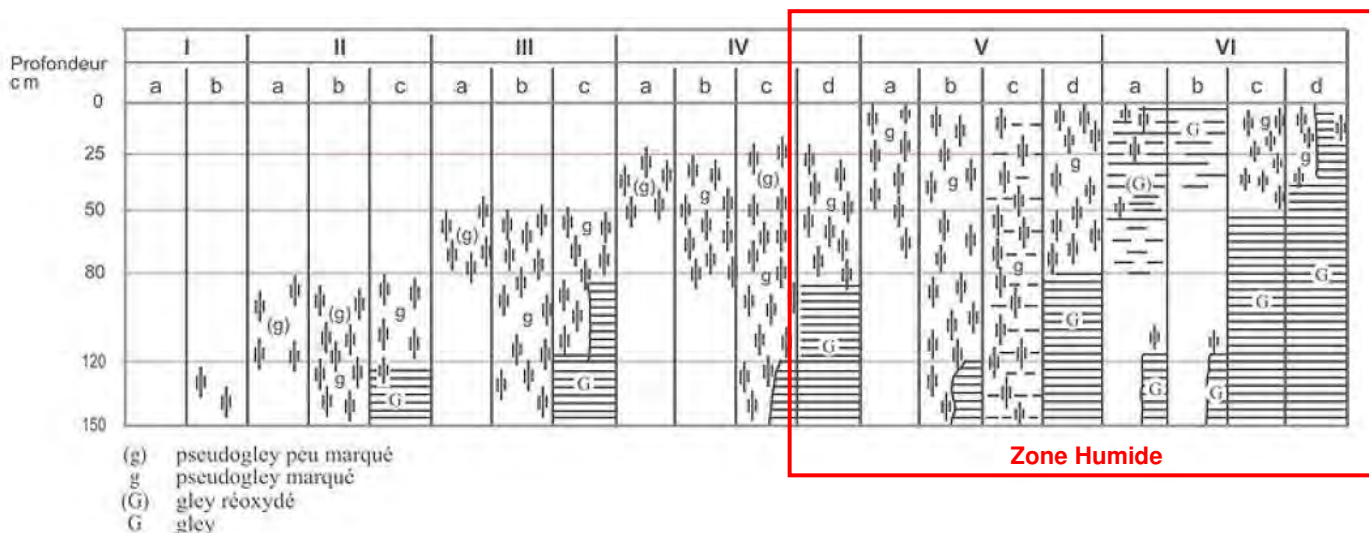 I II III IV V VI
Profondeur
cm
a b a b c a b c a b c d a b c d a b c d
0
25
50
80
120
150
(g) (g) g g (g) g g G G (g) g (g) g g G g g g g G (G) G G G g G g G
Zone Humide
(g) pseudogley peu marqué
g pseudogley marqué
(G) gley réoxydé
G gley